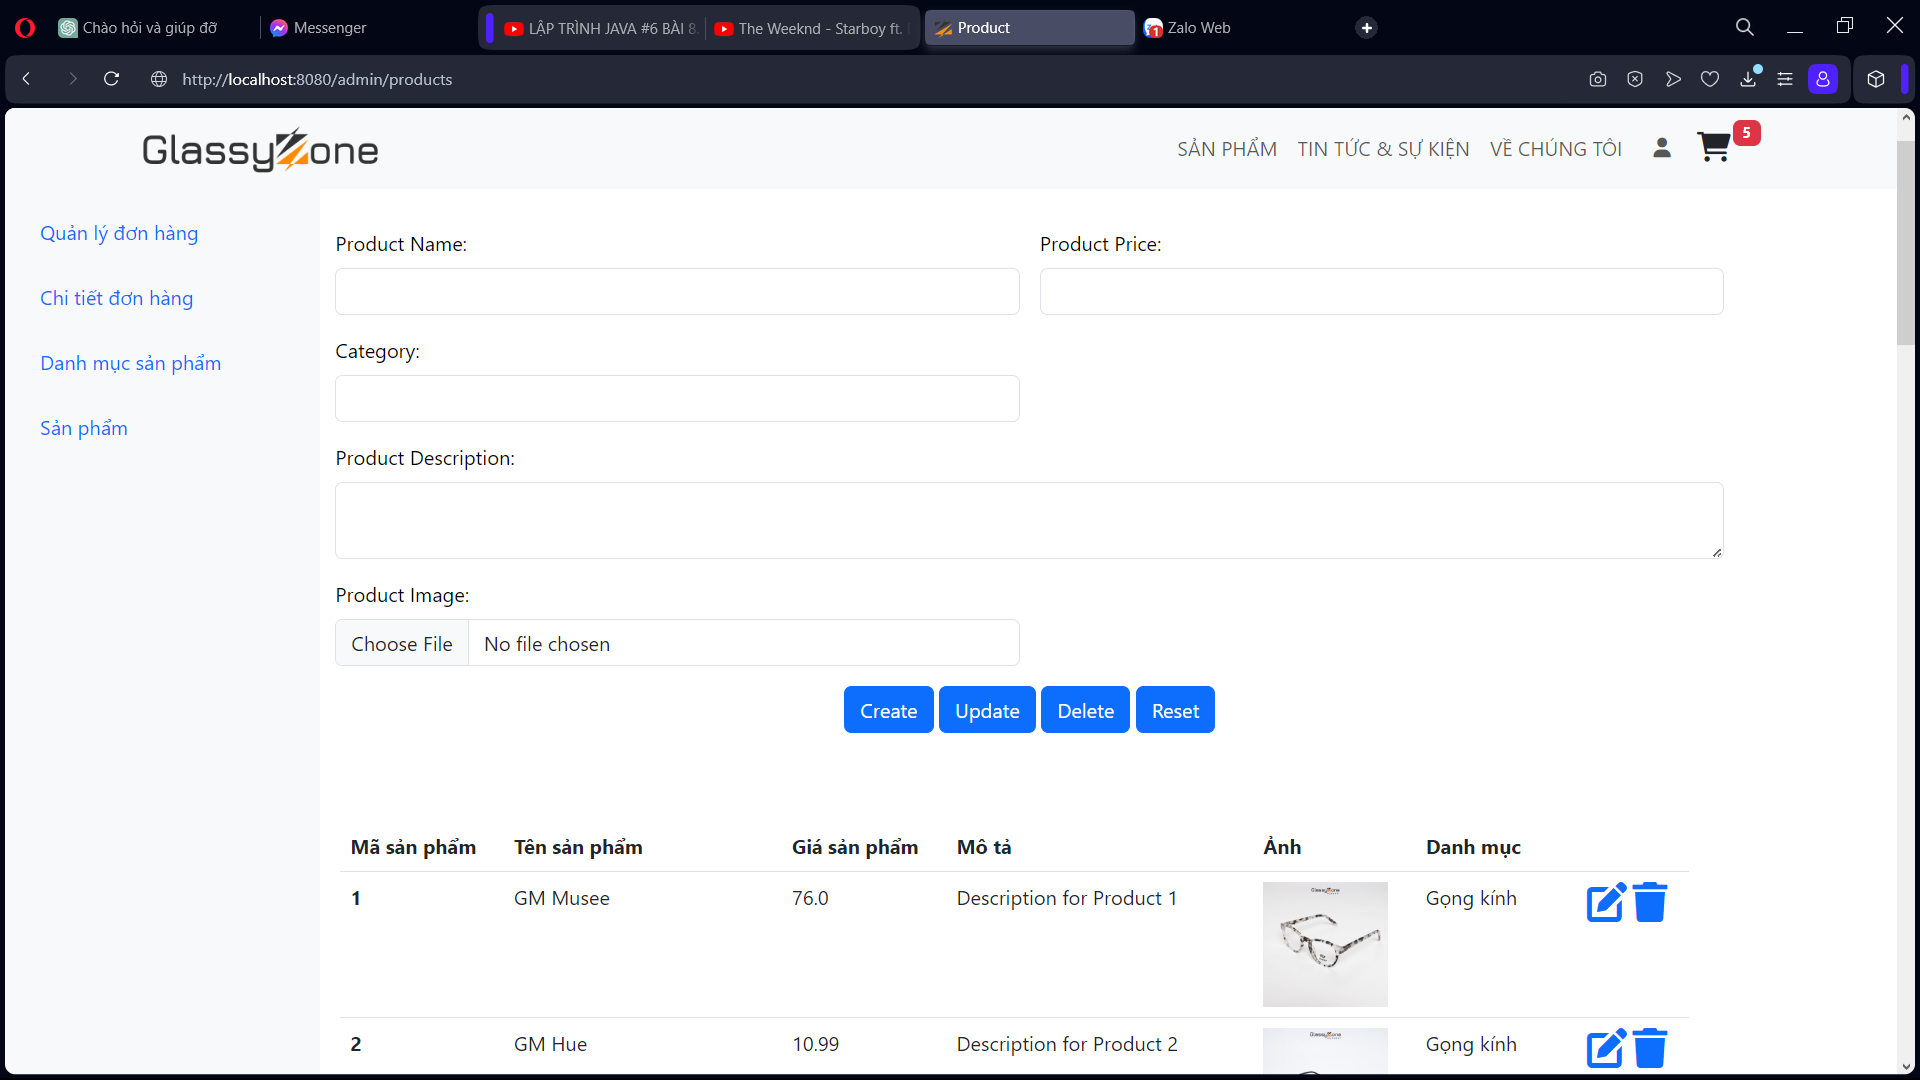 Chào hỏi và giúp đỡ
Messenger
LẬP TRÌNH JAVA #6 BÀI 8.
The Weeknd - Starboy ft.
Product
Zalo Web
http://localhost:8080/admin/products
GlassyZone
SẢN PHẨM
TIN TỨC & SỰ KIỆN
VỀ CHÚNG TÔI
5
Quản lý đơn hàng
Chi tiết đơn hàng
Danh mục sản phẩm
Sản phẩm
Product Name:
Product Price:
Category:
Product Description:
Product Image:
Choose File No file chosen
Create Update Delete Reset
Mã sản phẩm Tên sản phẩm Giá sản phẩm Mô tả Ảnh Danh mục
1 GM Musee 76.0 Description for Product 1 Gọng kính
GlassyZone
2 GM Hue 10.99 Description for Product 2 Gọng kính
GlassyZone